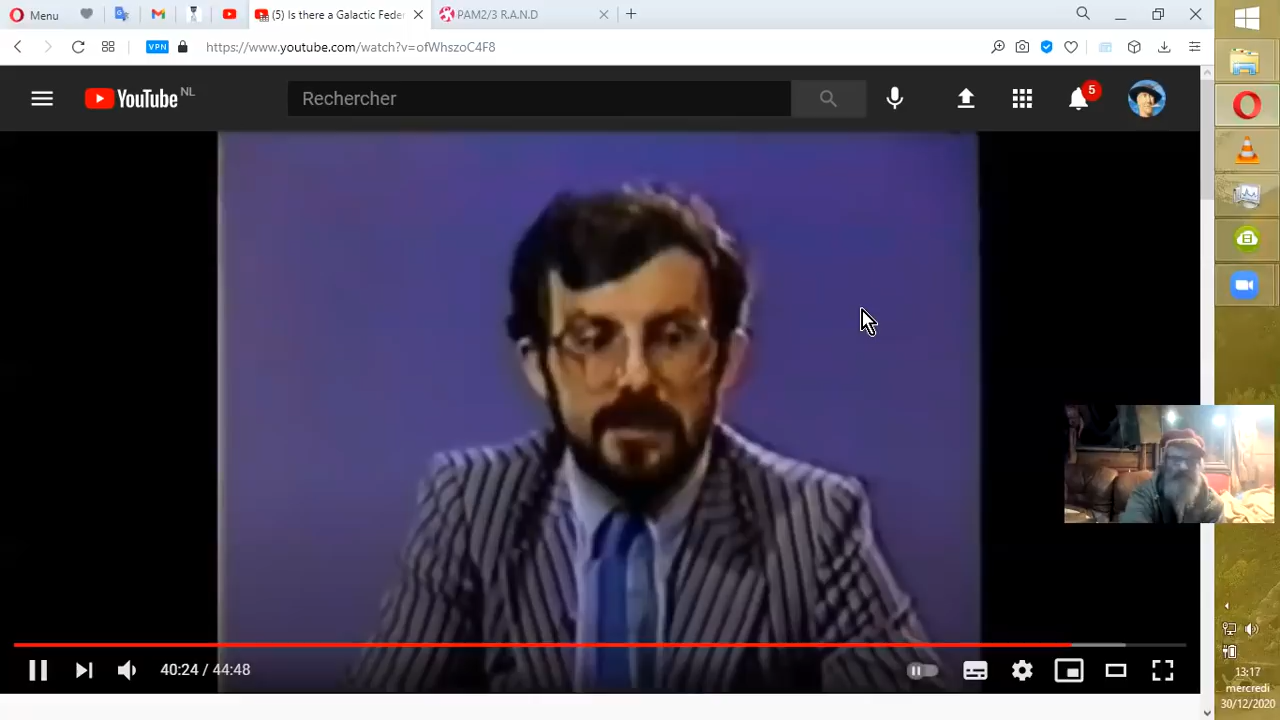 Menu
(5) Is there a Galactic Feder
PAM2/3 R.A.N.D
VPN
https://www.youtube.com/watch?v=ofWhszoC4F8
YouTube NL
Rechercher
5
40:24 / 44:48
13:17
mercredi
30/12/2020